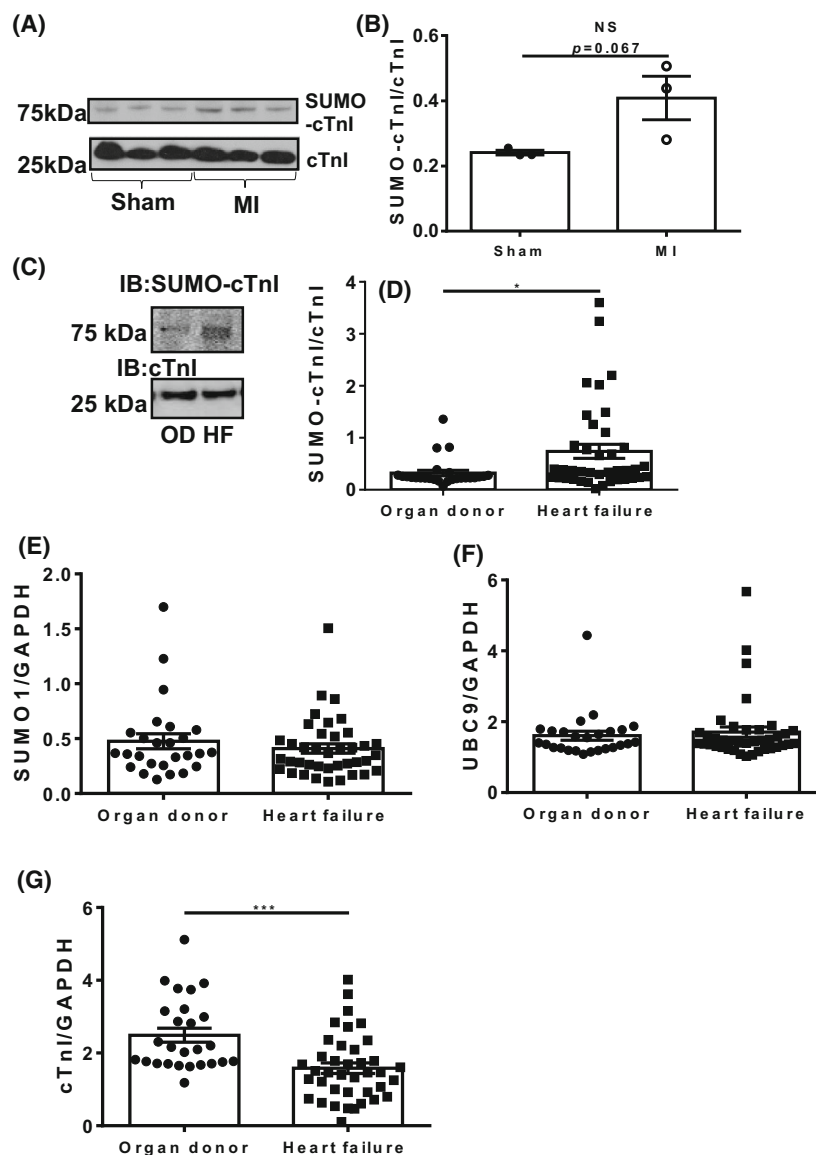 (A)
75kDa
SUMO
-cTnI
25kDa
cTnI
Sham
MI
(B)
NS
p=0.067
SUMO-cTnI/cTnI
0.6
0.4
0.2
0.0
Sham
MI
(C)
IB:SUMO-cTnI
75 kDa
IB:cTnI
25 kDa
OD HF
(D)
*
SUMO-cTnI/cTnI
4
3
2
1
0
Organ donor
Heart failure
(E)
SUMO1/GAPDH
2.0
1.5
1.0
0.5
0.0
Organ donor
Heart failure
(F)
UBC9/GAPDH
6
4
2
0
Organ donor
Heart failure
(G)
***
cTnI/GAPDH
6
4
2
0
Organ donor
Heart failure